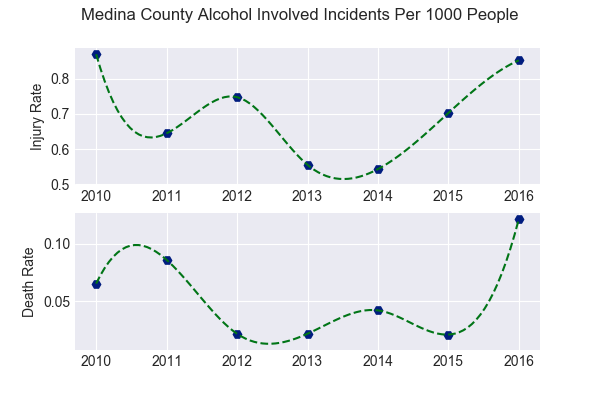 Medina County Alcohol Involved Incidents Per 1000 People
Injury Rate
0.8
0.7
0.6
0.5
2010 2011 2012 2013 2014 2015 2016
Death Rate
0.10
0.05
2010 2011 2012 2013 2014 2015 2016